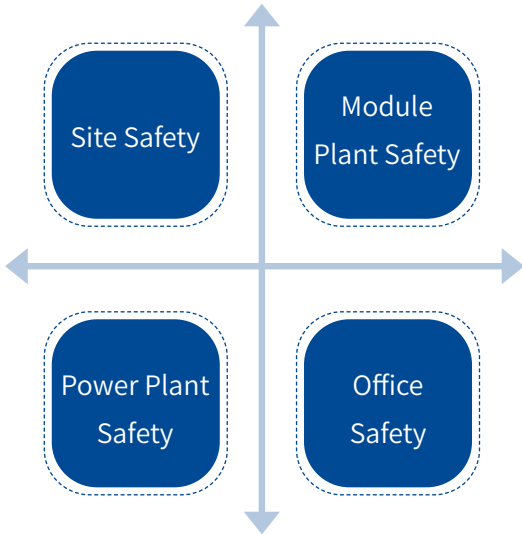 Site Safety
Module
Plant Safety
Power Plant
Safety
Office
Safety